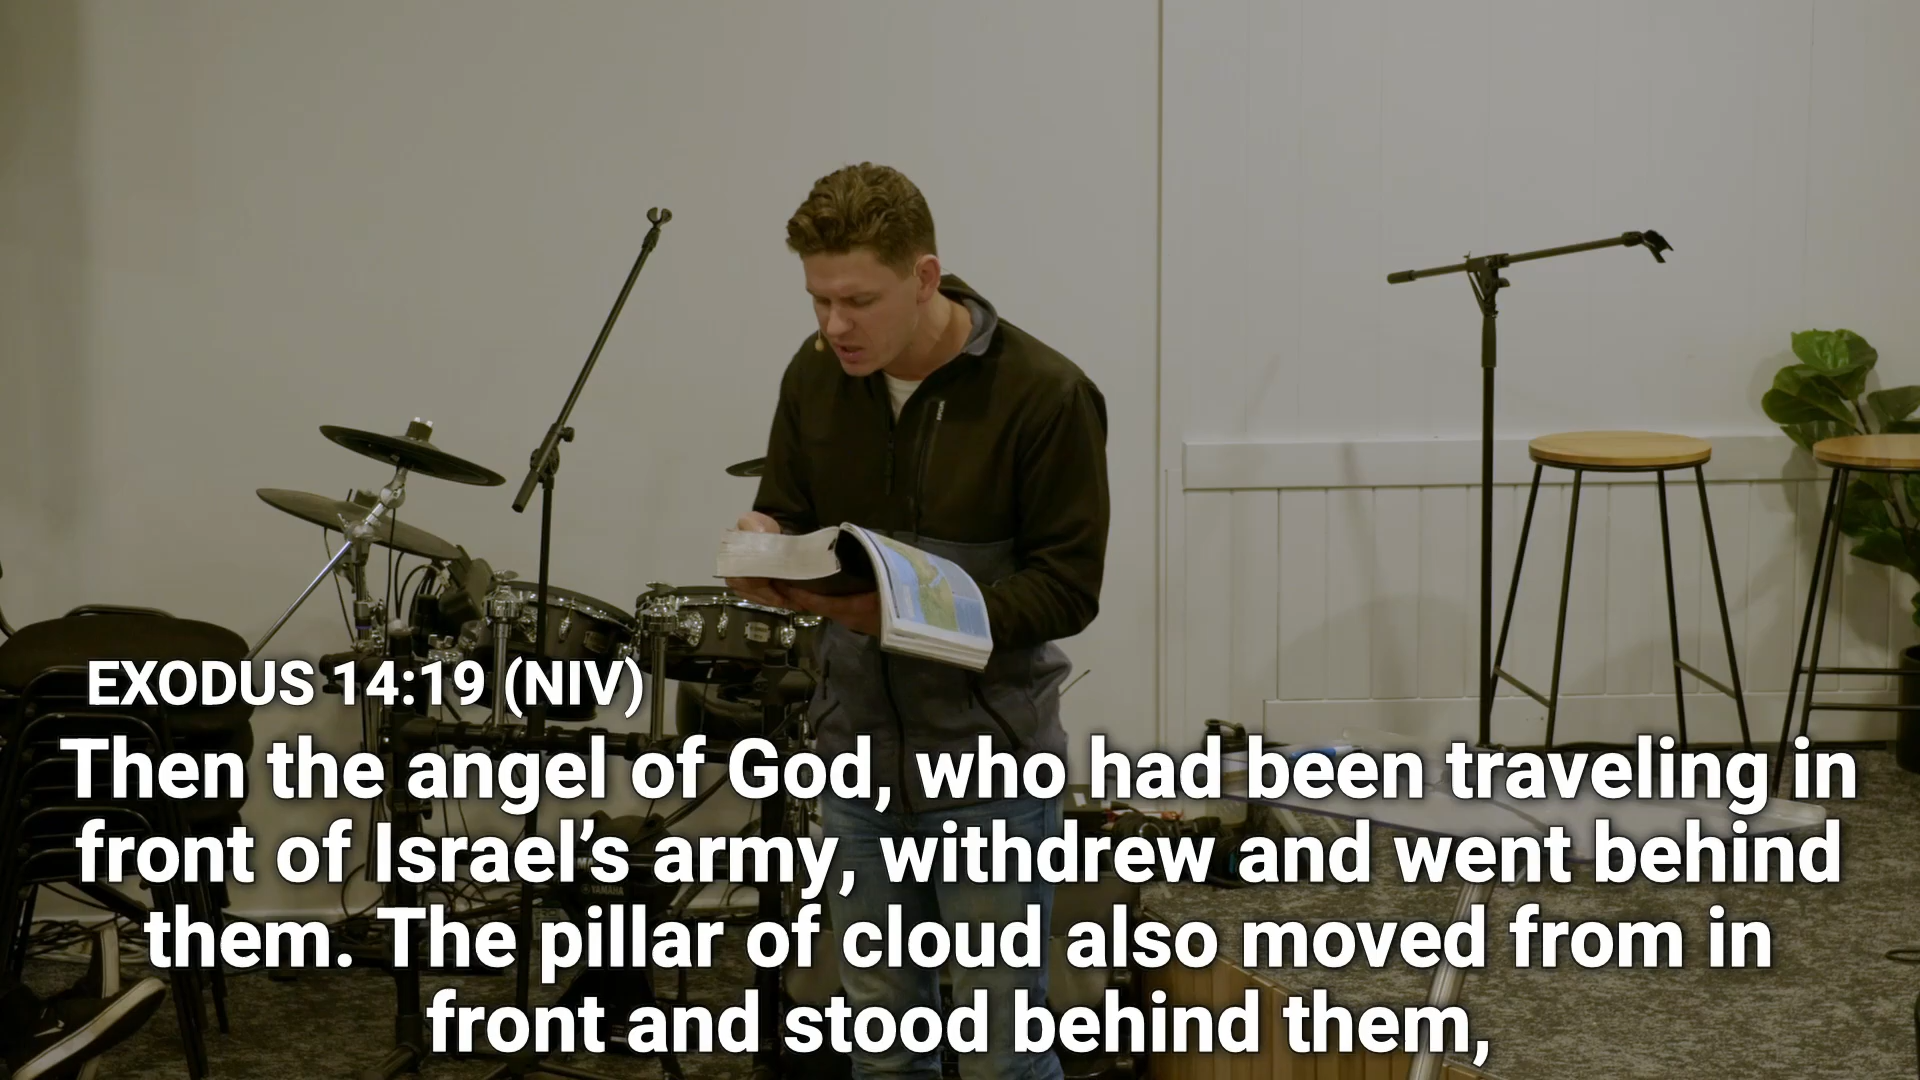 EXODUS 14:19 (NIV)
Then the angel of God, who had been traveling in
front of Israel’s army, withdrew and went behind
them. The pillar of cloud also moved from in
front and stood behind them,
YAMAHA